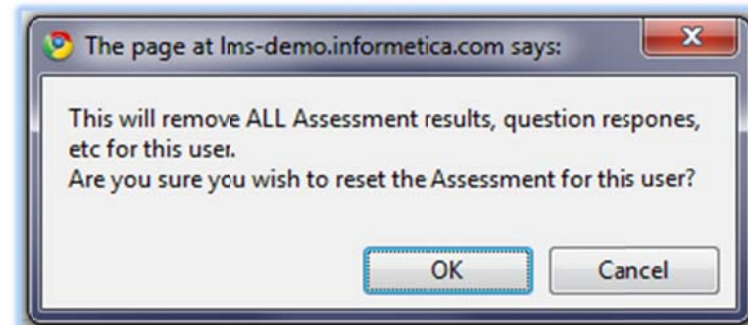 The page at lms-demo.informetica.com says:
This will remove ALL Assessment results, question respones,
etc for this user.
Are you sure you wish to reset the Assessment for this user?
OK
Cancel